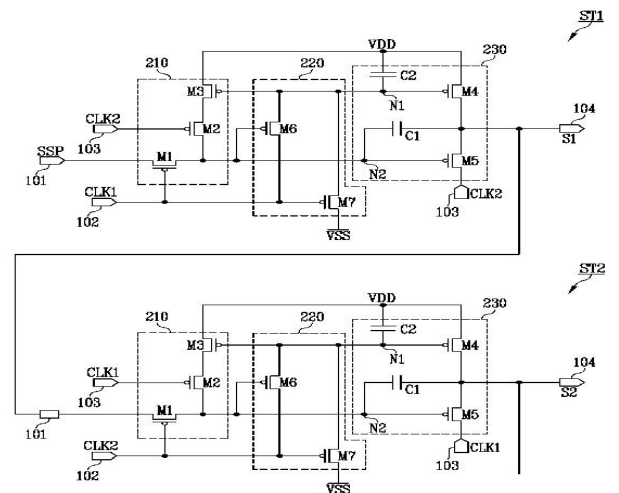 ST1
210
220
VDD
230
C2
M3
N1
M4
CLK2
103
M2
M6
C1
104
S1
SSP
101
M1
N2
M5
CLK1
102
M7
103
CLK2
VSS
ST2
210
220
VDD
230
C2
M3
N1
M4
CLK1
103
M2
M6
C1
104
S2
101
M1
N2
M5
CLK2
102
M7
103
CLK1
VSS